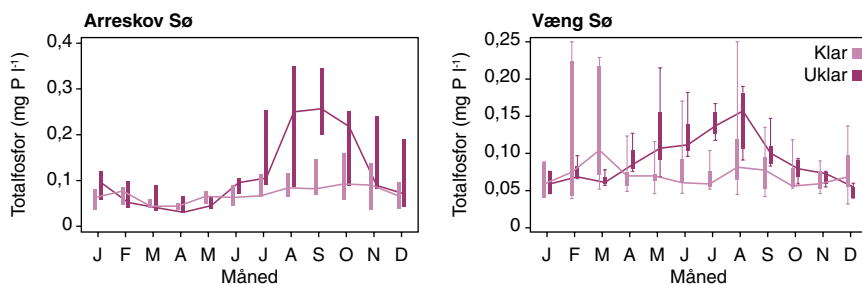 Arreskov Sø
Totalfosfor (mg P l-1)
0,4
0,3
0,2
0,1
0
J F M A M J J A S O N D
Måned
Væng Sø
Totalfosfor (mg P l-1)
0,25
0,20
0,15
0,10
0,05
0
Klar
Uklar
J F M A M J J A S O N D
Måned